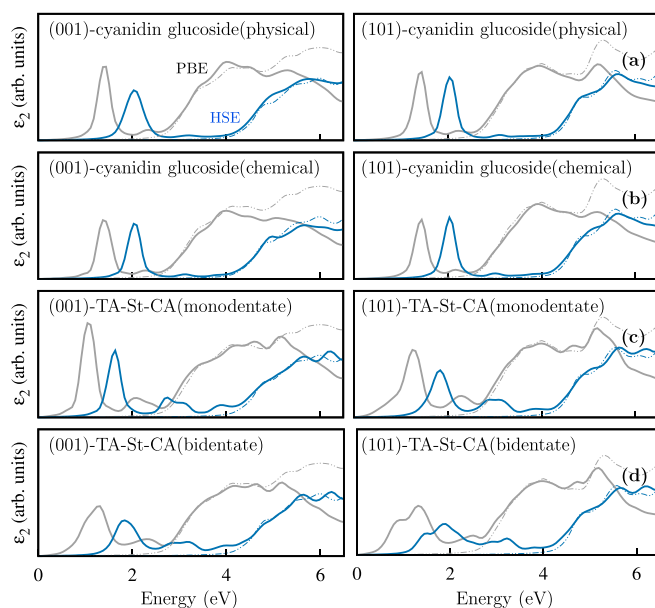 (001)-cyanidin glucoside(physical)
(101)-cyanidin glucoside(physical)
PBE
HSE
(a)
ε₂ (arb. units)
(001)-cyanidin glucoside(chemical)
(101)-cyanidin glucoside(chemical)
(b)
ε₂ (arb. units)
(001)-TA-St-CA(monodentate)
(101)-TA-St-CA(monodentate)
(c)
ε₂ (arb. units)
(001)-TA-St-CA(bidentate)
(101)-TA-St-CA(bidentate)
(d)
ε₂ (arb. units)
0 2 4 6
0 2 4 6
Energy (eV)
Energy (eV)